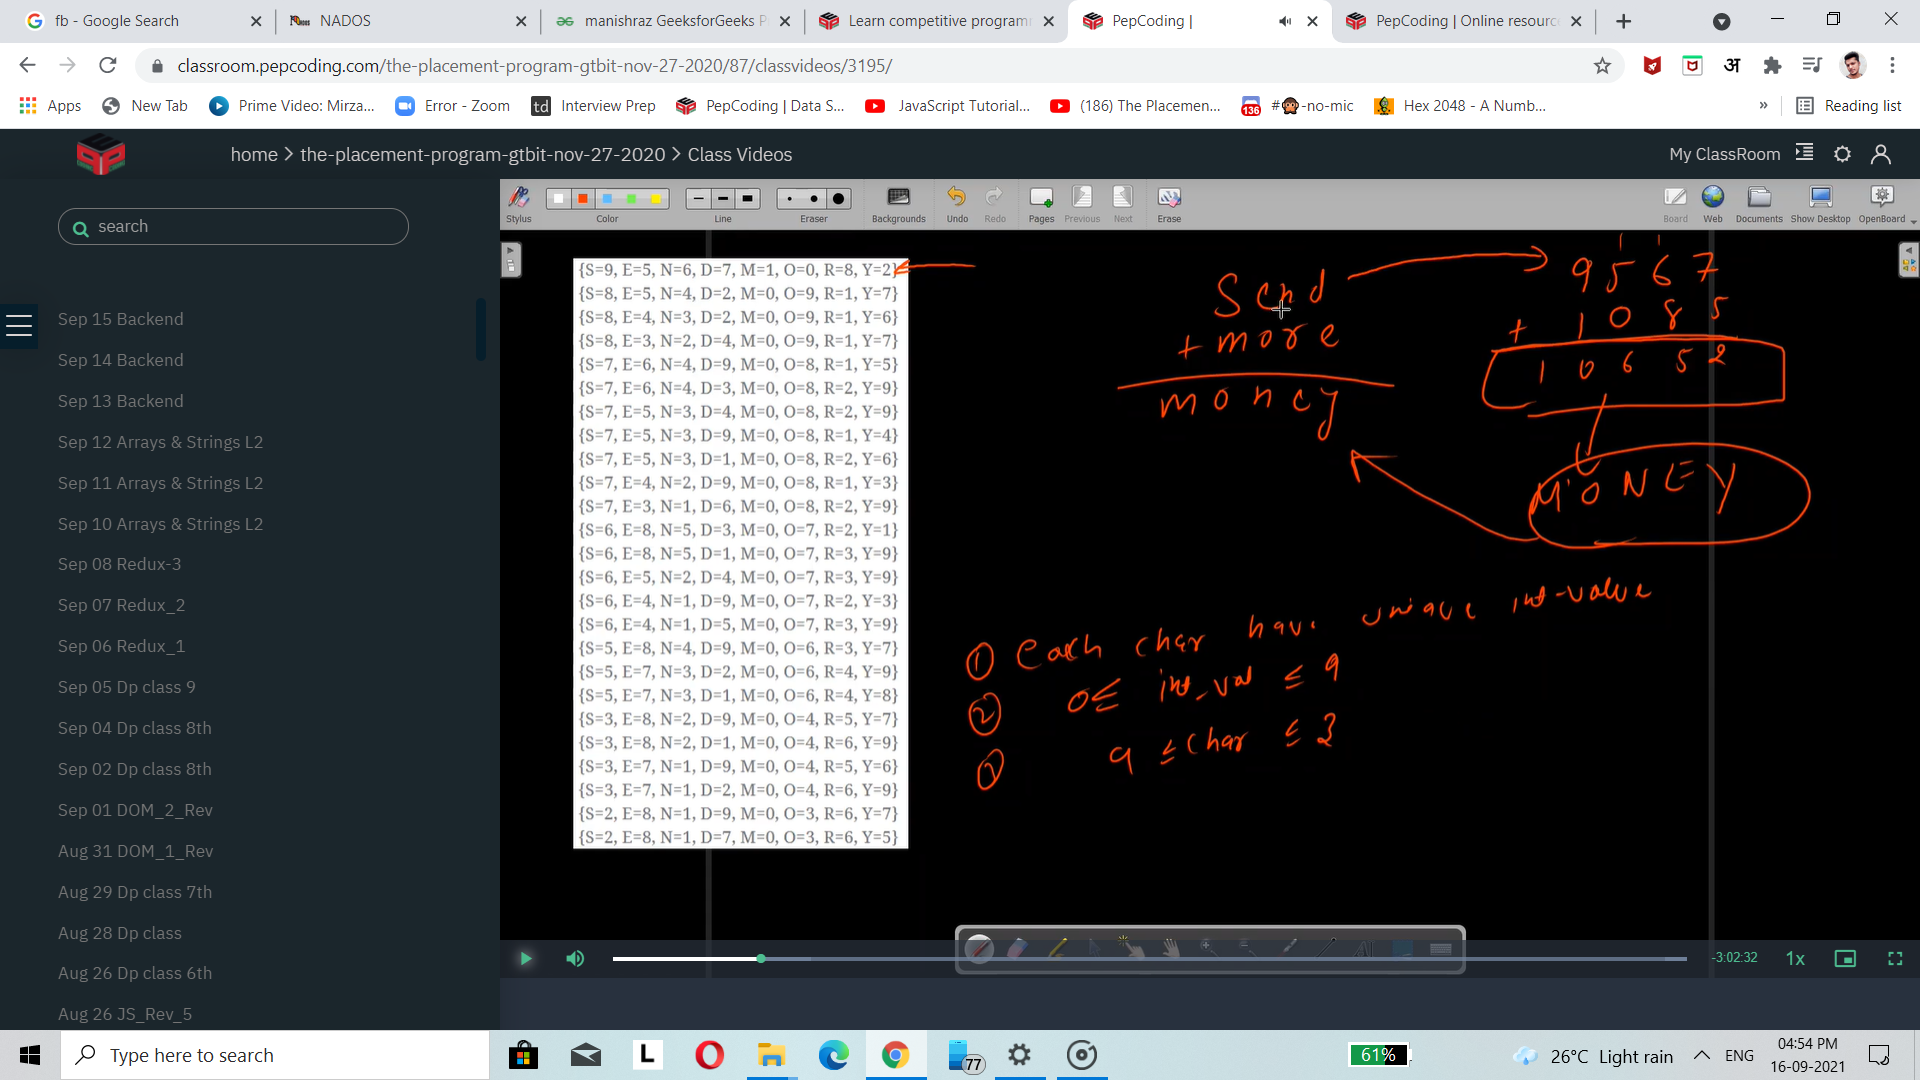 fb - Google Search
NADOS
manishraz GeeksforGeeks P
Learn competitive program
PepCoding |
PepCoding | Online resourc
classroom.pepcoding.com/the-placement-program-gtbit-nov-27-2020/87/classvideos/3195/
Apps New Tab Prime Video: Mirza... Error - Zoom td Interview Prep PepCoding | Data S... JavaScript Tutorial... (186) The Placemen... 136 #🙊-no-mic Hex 2048 - A Numb... » Reading list
home > the-placement-program-gtbit-nov-27-2020 > Class Videos
My ClassRoom
search
Sep 15 Backend
Sep 14 Backend
Sep 13 Backend
Sep 12 Arrays & Strings L2
Sep 11 Arrays & Strings L2
Sep 10 Arrays & Strings L2
Sep 08 Redux-3
Sep 07 Redux_2
Sep 06 Redux_1
Sep 05 Dp class 9
Sep 04 Dp class 8th
Sep 02 Dp class 8th
Sep 01 DOM_2_Rev
Aug 31 DOM_1_Rev
Aug 29 Dp class 7th
Aug 28 Dp class
Aug 26 Dp class 6th
Aug 26 JS_Rev_5
Stylus Color Line Eraser Backgrounds Undo Redo Pages Previous Next Erase Board Web Documents Show Desktop OpenBoard
{S=9, E=5, N=6, D=7, M=1, O=0, R=8, Y=2}
{S=8, E=5, N=4, D=2, M=0, O=9, R=1, Y=7}
{S=8, E=4, N=3, D=2, M=0, O=9, R=1, Y=6}
{S=8, E=3, N=2, D=4, M=0, O=9, R=1, Y=7}
{S=7, E=6, N=4, D=9, M=0, O=8, R=1, Y=5}
{S=7, E=6, N=4, D=3, M=0, O=8, R=2, Y=9}
{S=7, E=5, N=3, D=4, M=0, O=8, R=2, Y=9}
{S=7, E=5, N=3, D=9, M=0, O=8, R=1, Y=4}
{S=7, E=5, N=3, D=1, M=0, O=8, R=2, Y=6}
{S=7, E=4, N=2, D=9, M=0, O=8, R=1, Y=3}
{S=7, E=3, N=1, D=6, M=0, O=8, R=2, Y=9}
{S=6, E=8, N=5, D=3, M=0, O=7, R=2, Y=1}
{S=6, E=8, N=5, D=1, M=0, O=7, R=3, Y=9}
{S=6, E=5, N=2, D=4, M=0, O=7, R=3, Y=9}
{S=6, E=4, N=1, D=9, M=0, O=7, R=2, Y=3}
{S=6, E=4, N=1, D=5, M=0, O=7, R=3, Y=9}
{S=5, E=8, N=4, D=9, M=0, O=6, R=3, Y=7}
{S=5, E=7, N=3, D=2, M=0, O=6, R=4, Y=9}
{S=5, E=7, N=3, D=1, M=0, O=6, R=4, Y=8}
{S=3, E=8, N=2, D=9, M=0, O=4, R=5, Y=7}
{S=3, E=8, N=2, D=1, M=0, O=4, R=6, Y=9}
{S=3, E=7, N=1, D=9, M=0, O=4, R=5, Y=6}
{S=3, E=7, N=1, D=2, M=0, O=4, R=6, Y=9}
{S=2, E=8, N=1, D=9, M=0, O=3, R=6, Y=7}
{S=2, E=8, N=1, D=7, M=0, O=3, R=6, Y=5}
Send
+ more
money
1 1
9 5 6 7
+ 1 0 8 5
1 0 6 5 2
MONEY
① Each char have unique int-value
② 0 ≤ int_val ≤ 9
a ≤ char ≤ z
-3:02:32 1x
Type here to search
L
77
61%
26°C Light rain
ENG
04:54 PM
16-09-2021